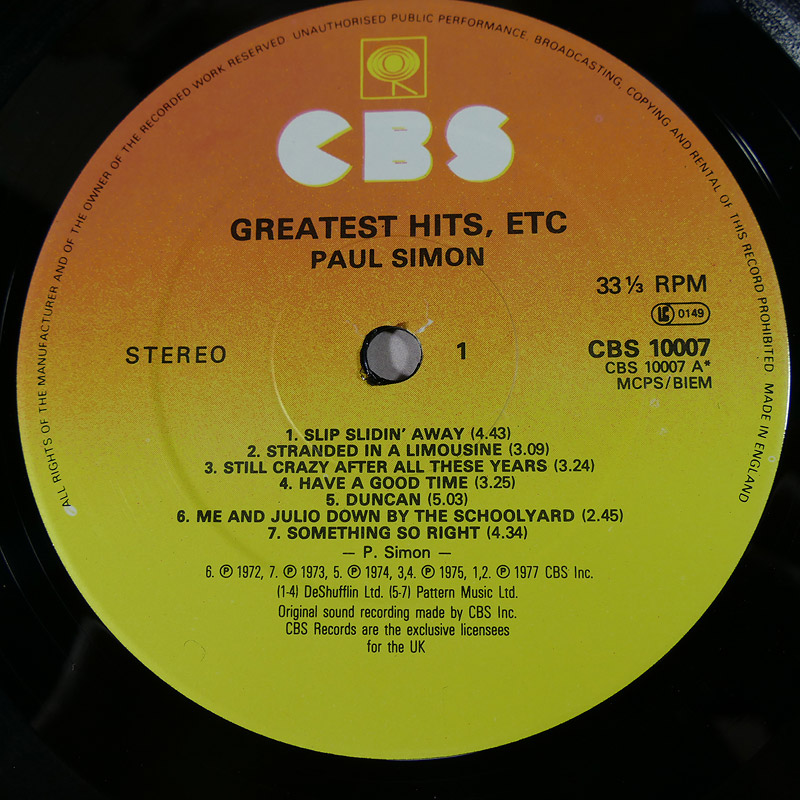 ALL RIGHTS OF THE MANUFACTURER AND OF THE OWNER OF THE RECORDED WORK RESERVED. UNAUTHORISED PUBLIC PERFORMANCE, BROADCASTING, COPYING AND RENTAL OF THIS RECORD PROHIBITED MADE IN ENGLAND
CBS
GREATEST HITS, ETC
PAUL SIMON
33 ⅓ RPM
LC 0149
STEREO
1
CBS 10007
CBS 10007 A*
MCPS/BIEM
1. SLIP SLIDIN' AWAY (4.43)
2. STRANDED IN A LIMOUSINE (3.09)
3. STILL CRAZY AFTER ALL THESE YEARS (3.24)
4. HAVE A GOOD TIME (3.25)
5. DUNCAN (5.03)
6. ME AND JULIO DOWN BY THE SCHOOLYARD (2.45)
7. SOMETHING SO RIGHT (4.34)
— P. Simon —
6. ℗ 1972, 7. ℗ 1973, 5. ℗ 1974, 3,4. ℗ 1975, 1,2. ℗ 1977 CBS Inc.
(1-4) DeShufflin Ltd. (5-7) Pattern Music Ltd.
Original sound recording made by CBS Inc.
CBS Records are the exclusive licensees
for the UK